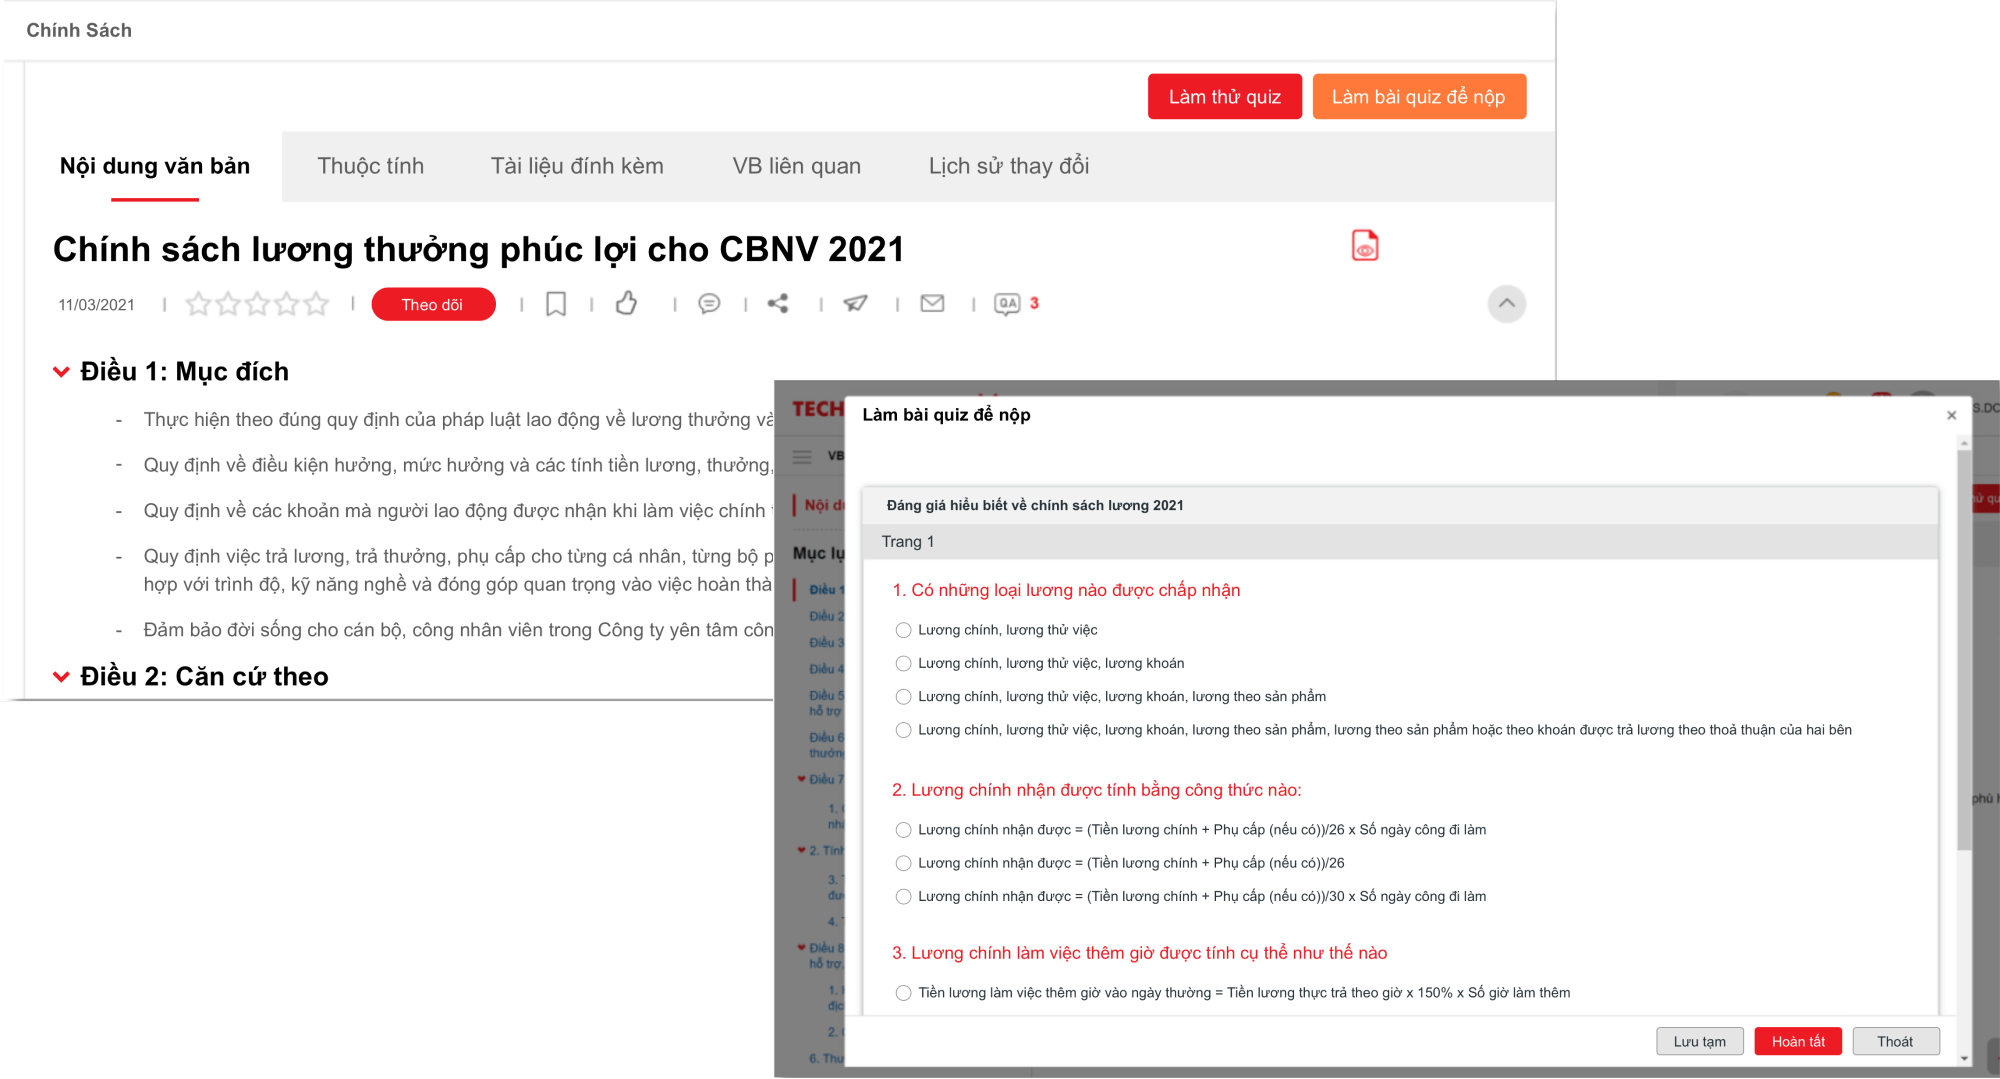 Chính Sách
Làm thử quiz
Làm bài quiz để nộp
Nội dung văn bản
Thuộc tính
Tài liệu đính kèm
VB liên quan
Lịch sử thay đổi
Chính sách lương thưởng phúc lợi cho CBNV 2021
11/03/2021
Theo dõi
QA 3
Điều 1: Mục đích
- Thực hiện theo đúng quy định của pháp luật lao động về lương thưởng và
- Quy định về điều kiện hưởng, mức hưởng và các tính tiền lương, thưởng,
- Quy định về các khoản mà người lao động được nhận khi làm việc chính
- Quy định việc trả lương, trả thưởng, phụ cấp cho từng cá nhân, từng bộ p
hợp với trình độ, kỹ năng nghề và đóng góp quan trọng vào việc hoàn thà
- Đảm bảo đời sống cho cán bộ, công nhân viên trong Công ty yên tâm côn
Điều 2: Căn cứ theo
TECH
VB
Nội du
Mục lụ
Điều 1
Điều 2
Điều 3
Điều 4
Điều 5
hỗ trợ
Điều 6
thưởng
Điều 7
1.
nhậ
2. Tính
3.
đư
4.
Điều 8
hỗ trợ,
1.
địc
2.
6. Thư
S.DO
phù h
Làm bài quiz để nộp
Đáng giá hiểu biết về chính sách lương 2021
Trang 1
1. Có những loại lương nào được chấp nhận
Lương chính, lương thử việc
Lương chính, lương thử việc, lương khoán
Lương chính, lương thử việc, lương khoán, lương theo sản phẩm
Lương chính, lương thử việc, lương khoán, lương theo sản phẩm, lương theo sản phẩm hoặc theo khoán được trả lương theo thoả thuận của hai bên
2. Lương chính nhận được tính bằng công thức nào:
Lương chính nhận được = (Tiền lương chính + Phụ cấp (nếu có))/26 x Số ngày công đi làm
Lương chính nhận được = (Tiền lương chính + Phụ cấp (nếu có))/26
Lương chính nhận được = (Tiền lương chính + Phụ cấp (nếu có))/30 x Số ngày công đi làm
3. Lương chính làm việc thêm giờ được tính cụ thể như thế nào
Tiền lương làm việc thêm giờ vào ngày thường = Tiền lương thực trả theo giờ x 150% x Số giờ làm thêm
Lưu tạm
Hoàn tất
Thoát